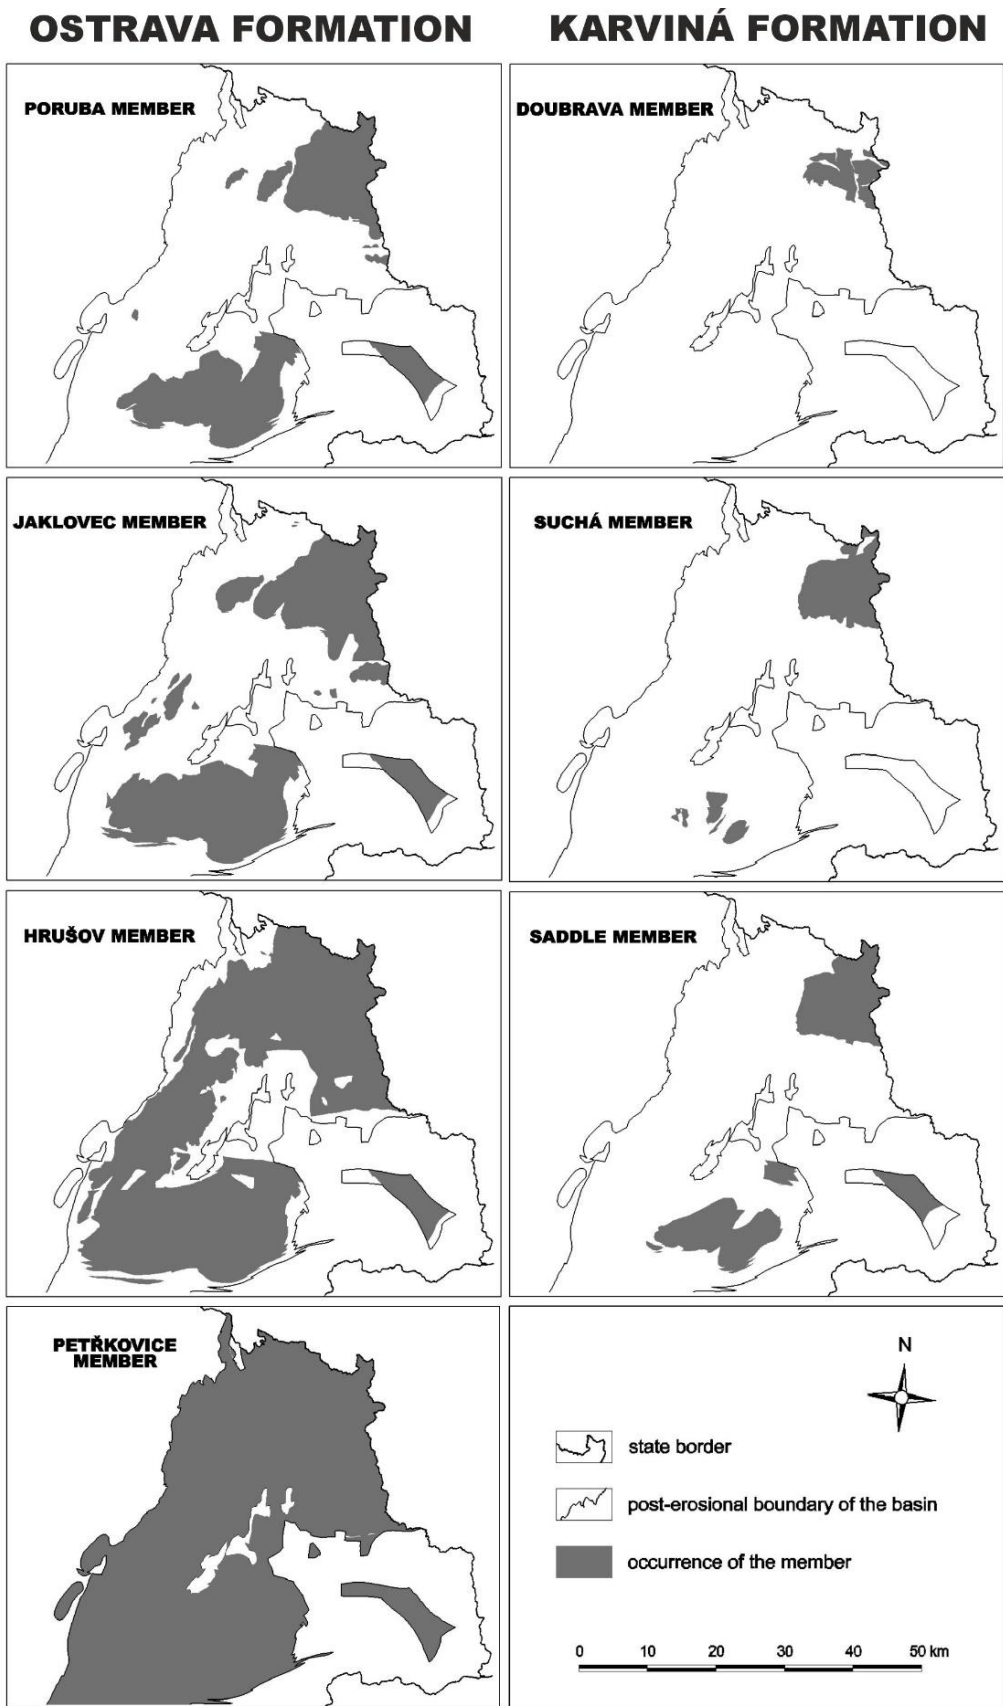 OSTRAVA FORMATION
KARVINÁ FORMATION
PORUBA MEMBER
DOUBRAVA MEMBER
JAKLOVEC MEMBER
SUCHÁ MEMBER
HRUŠOV MEMBER
SADDLE MEMBER
PETŘKOVICE
MEMBER
N
state border
post-erosional boundary of the basin
occurrence of the member
0 10 20 30 40 50 km